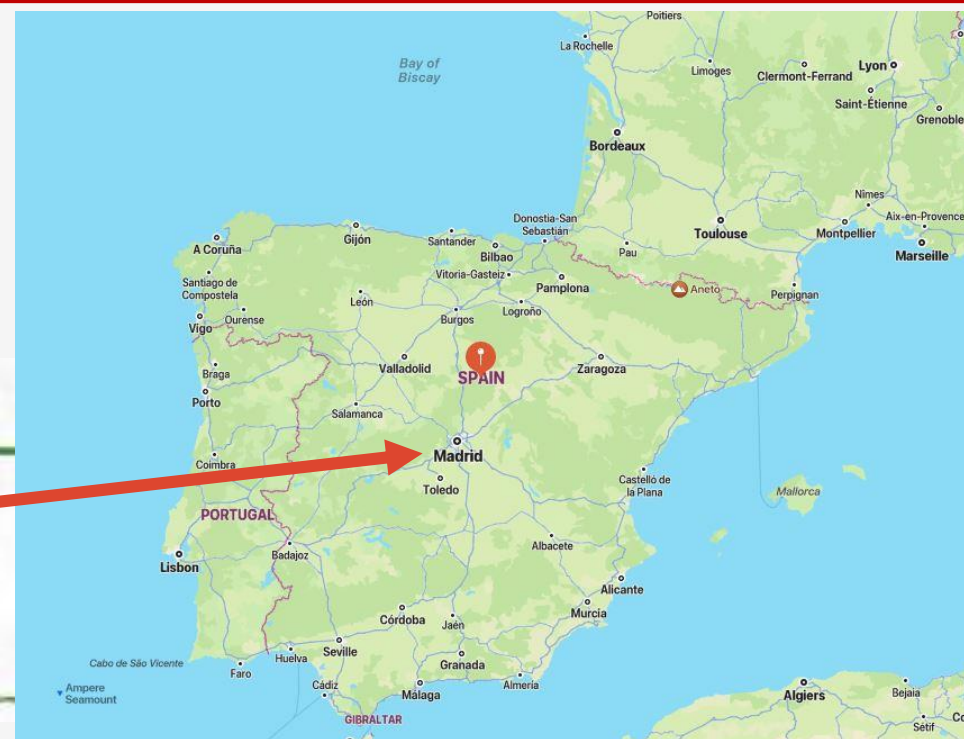 Poitiers
La Rochelle
Bay of
Biscay
Limoges
Clermont-Ferrand
Lyon
Saint-Étienne
Grenoble
Bordeaux
Nîmes
Donostia-San
Sebastián
Toulouse
Montpellier
Aix-en-Provence
Marseille
A Coruña
Gijón
Santander
Bilbao
Pau
Vitoria-Gasteiz
Pamplona
Aneto
Perpignan
Santiago de
Compostela
León
Logroño
Burgos
Vigo
Ourense
Valladolid
SPAIN
Zaragoza
Braga
Porto
Salamanca
Madrid
Coimbra
Toledo
Castelló de
la Plana
Mallorca
PORTUGAL
Badajoz
Albacete
Lisbon
Alicante
Murcia
Córdoba
Jaén
Seville
Huelva
Granada
Cabo de São Vicente
Faro
Cádiz
Málaga
Almería
Ampere
Seamount
GIBRALTAR
Algiers
Bejaia
Sétif
Co